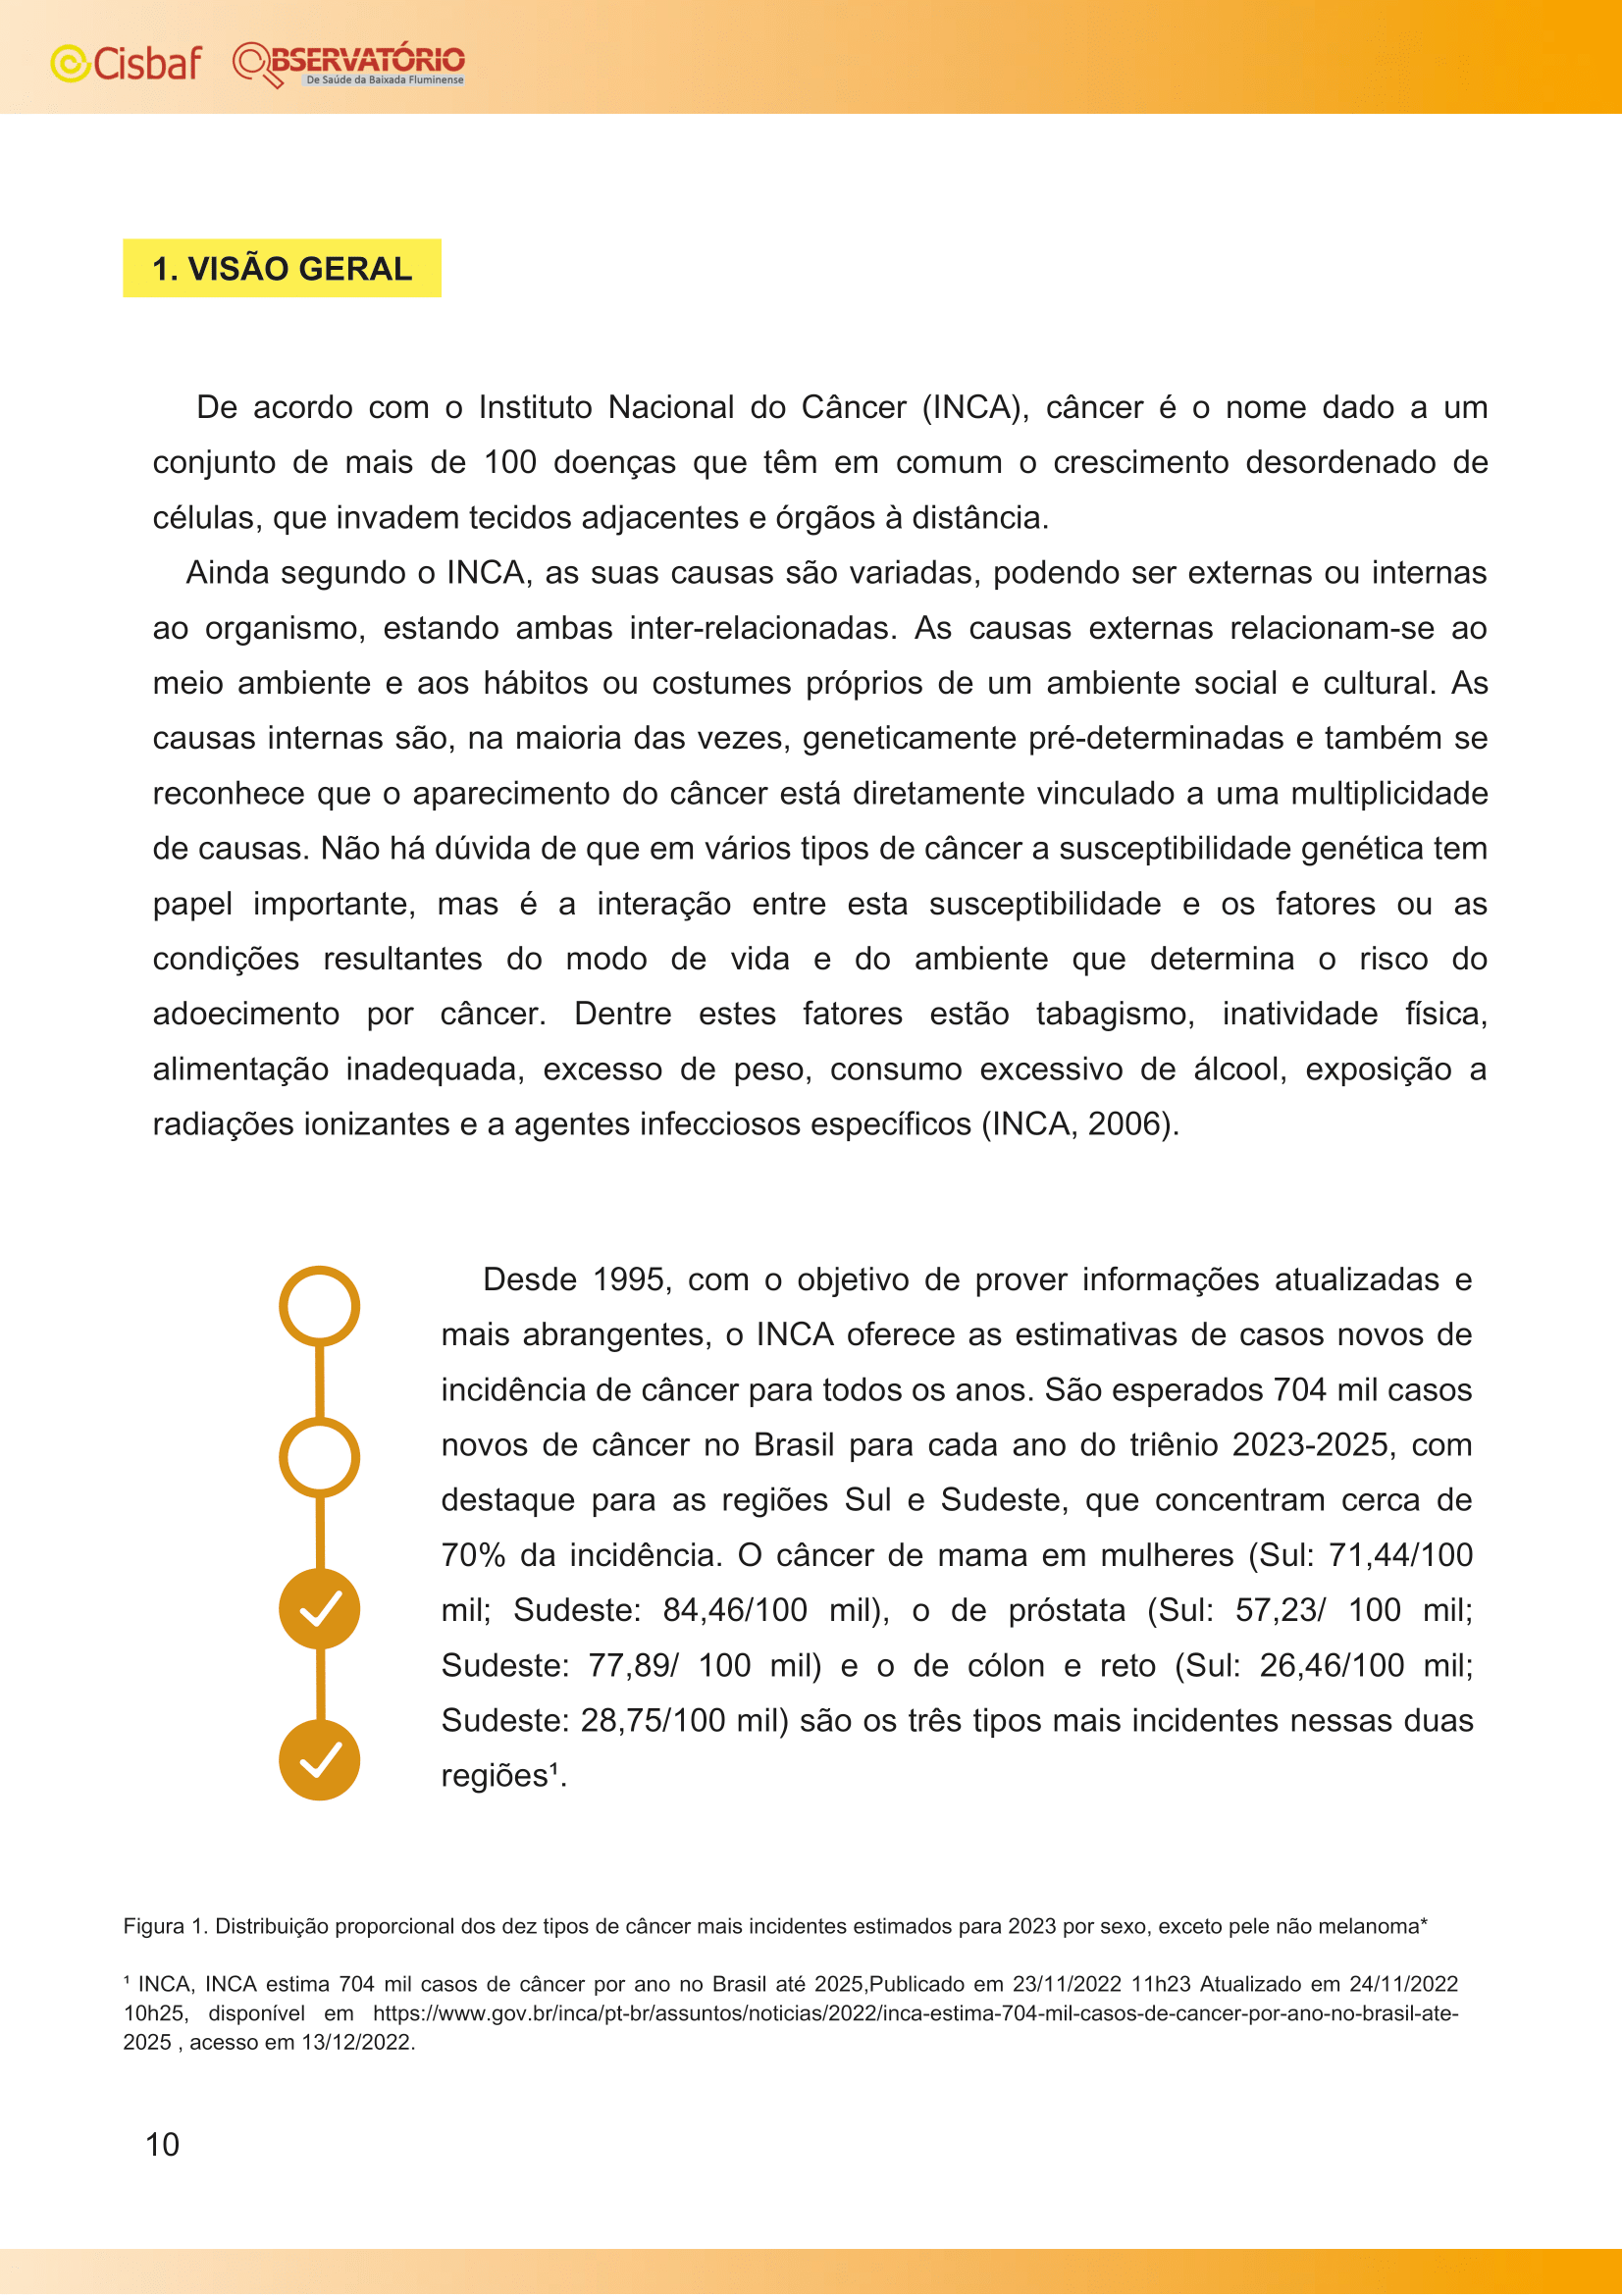 Cisbaf
OBSERVATÓRIO
De Saúde da Baixada Fluminense
1. VISÃO GERAL
De acordo com o Instituto Nacional do Câncer (INCA), câncer é o nome dado a um
conjunto de mais de 100 doenças que têm em comum o crescimento desordenado de
células, que invadem tecidos adjacentes e órgãos à distância.
Ainda segundo o INCA, as suas causas são variadas, podendo ser externas ou internas
ao organismo, estando ambas inter-relacionadas. As causas externas relacionam-se ao
meio ambiente e aos hábitos ou costumes próprios de um ambiente social e cultural. As
causas internas são, na maioria das vezes, geneticamente pré-determinadas e também se
reconhece que o aparecimento do câncer está diretamente vinculado a uma multiplicidade
de causas. Não há dúvida de que em vários tipos de câncer a susceptibilidade genética tem
papel importante, mas é a interação entre esta susceptibilidade e os fatores ou as
condições resultantes do modo de vida e do ambiente que determina o risco do
adoecimento por câncer. Dentre estes fatores estão tabagismo, inatividade física,
alimentação inadequada, excesso de peso, consumo excessivo de álcool, exposição a
radiações ionizantes e a agentes infecciosos específicos (INCA, 2006).
Desde 1995, com o objetivo de prover informações atualizadas e
mais abrangentes, o INCA oferece as estimativas de casos novos de
incidência de câncer para todos os anos. São esperados 704 mil casos
novos de câncer no Brasil para cada ano do triênio 2023-2025, com
destaque para as regiões Sul e Sudeste, que concentram cerca de
70% da incidência. O câncer de mama em mulheres (Sul: 71,44/100
mil; Sudeste: 84,46/100 mil), o de próstata (Sul: 57,23/ 100 mil;
Sudeste: 77,89/ 100 mil) e o de cólon e reto (Sul: 26,46/100 mil;
Sudeste: 28,75/100 mil) são os três tipos mais incidentes nessas duas
regiões¹.
Figura 1. Distribuição proporcional dos dez tipos de câncer mais incidentes estimados para 2023 por sexo, exceto pele não melanoma*
¹ INCA, INCA estima 704 mil casos de câncer por ano no Brasil até 2025,Publicado em 23/11/2022 11h23 Atualizado em 24/11/2022
10h25, disponível em https://www.gov.br/inca/pt-br/assuntos/noticias/2022/inca-estima-704-mil-casos-de-cancer-por-ano-no-brasil-ate-
2025 , acesso em 13/12/2022.
10